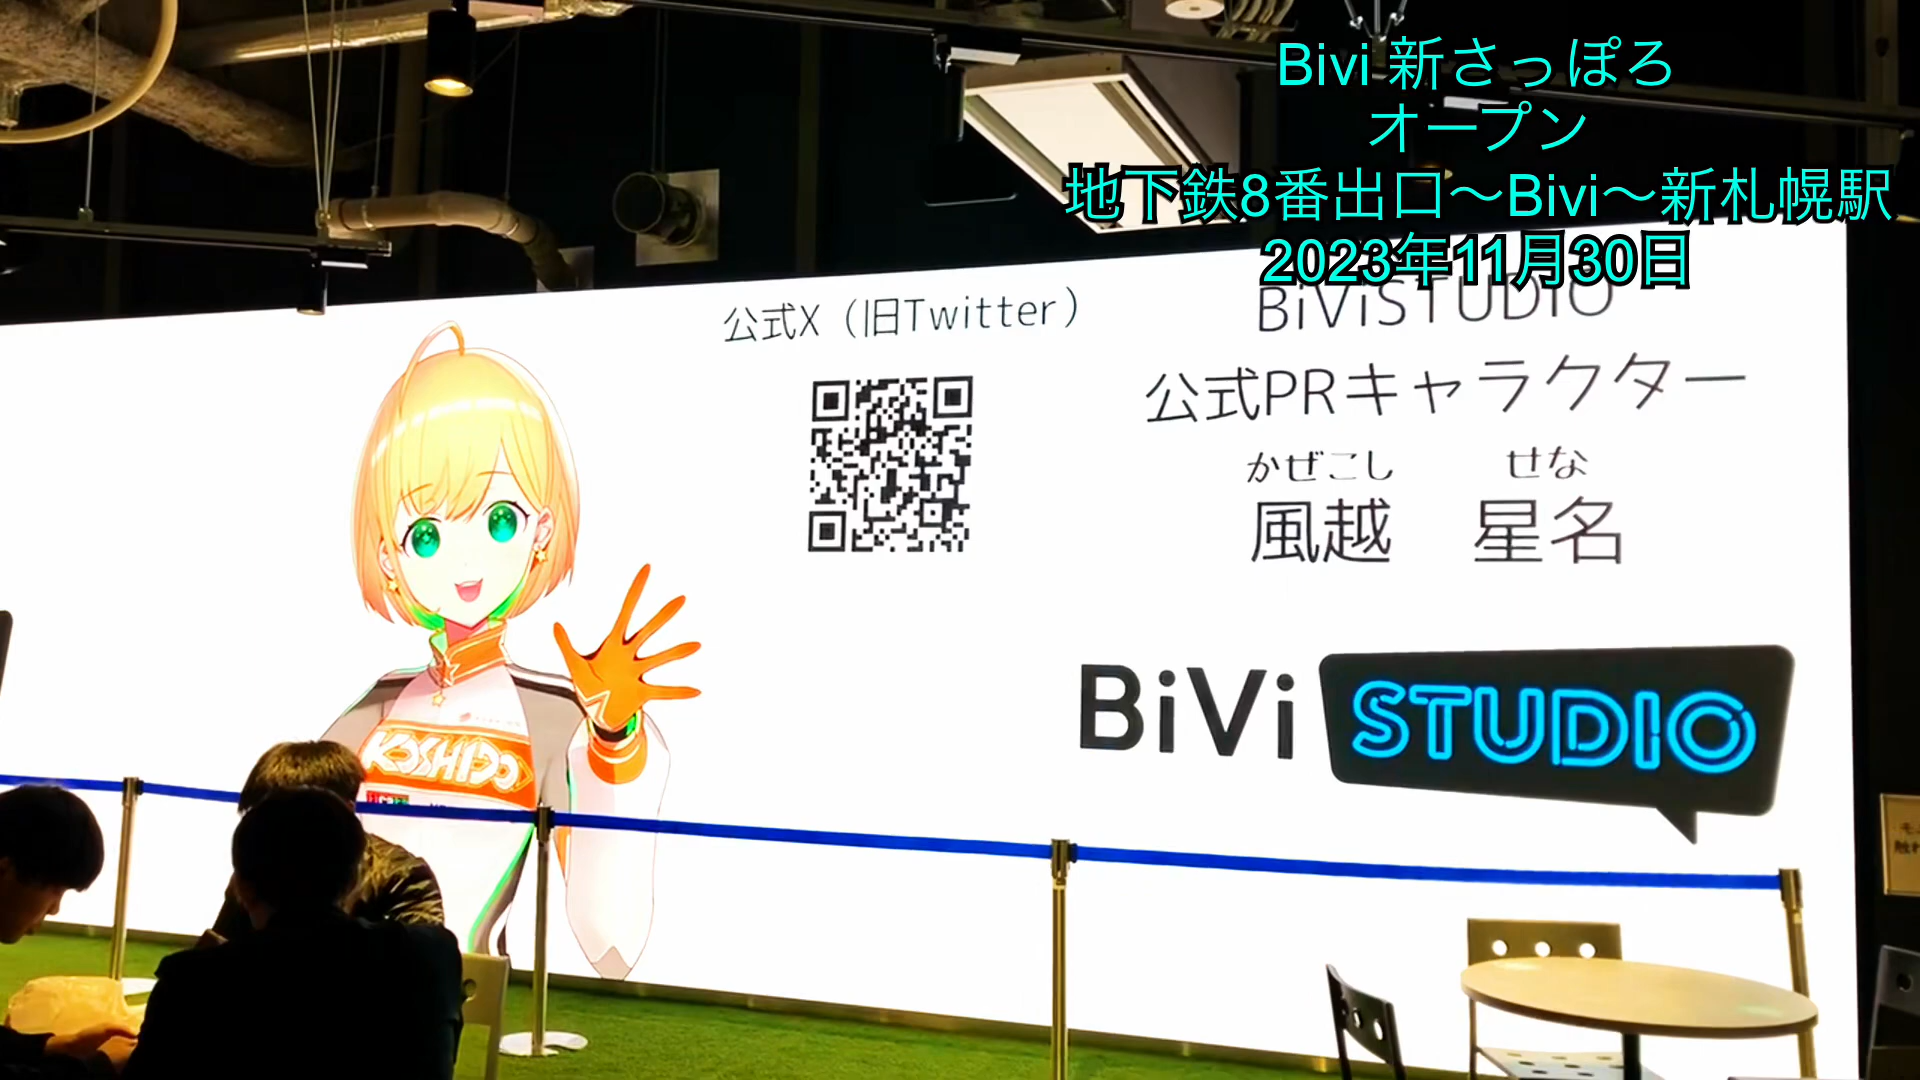 Bivi 新さっぽろ
オープン
地下鉄8番出口～Bivi～新札幌駅
2023年11月30日
公式X（旧Twitter）
BiViSTUDIO
公式PRキャラクター
かぜこし せな
風越 星名
BiVi STUDIO
KOSHIDO